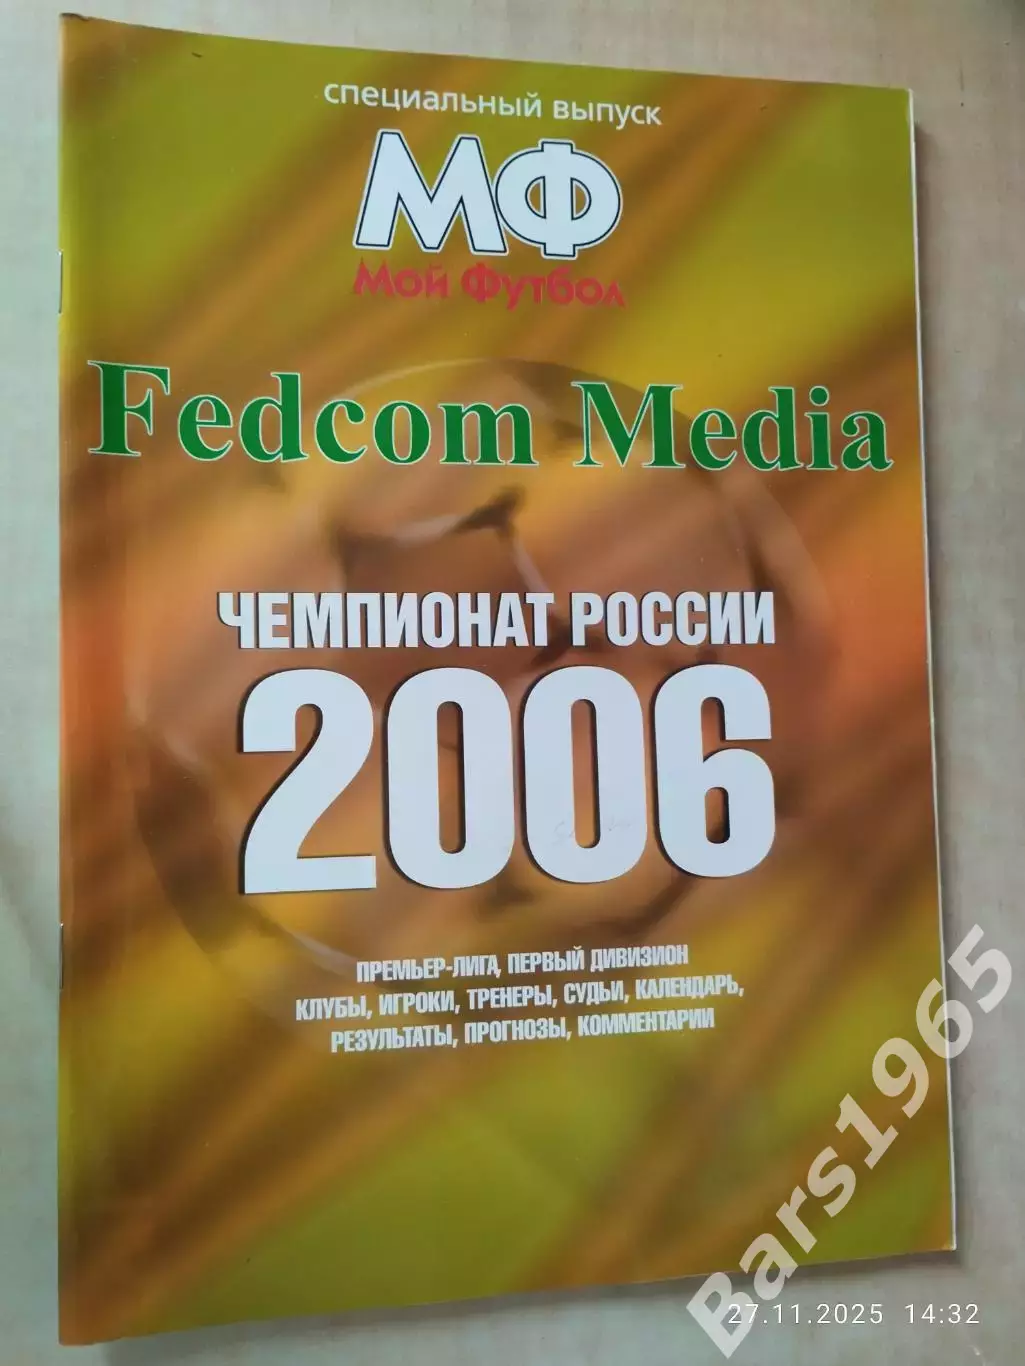 специальный выпуск
МФ
Мой Футбол
Fedcom Media
ЧЕМПИОНАТ РОССИИ
2006
ПРЕМЬЕР-ЛИГА, ПЕРВЫЙ ДИВИЗИОН
КЛУБЫ, ИГРОКИ, ТРЕНЕРЫ, СУДЬИ, КАЛЕНДАРЬ,
РЕЗУЛЬТАТЫ, ПРОГНОЗЫ, КОММЕНТАРИИ
Bars1965
27.11.2025 14:32